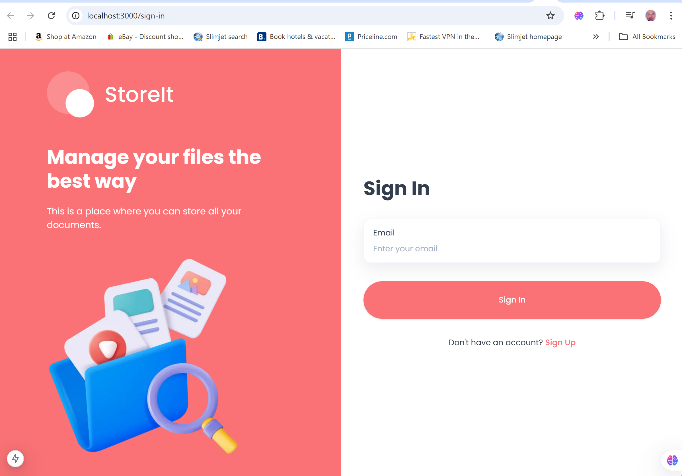 localhost:3000/sign-in
Shop at Amazon
eBay - Discount sho...
Slimjet search
Book hotels & vacat...
Priceline.com
Fastest VPN in the...
Slimjet homepage
All Bookmarks
StoreIt
Manage your files the
best way
This is a place where you can store all your
documents.
Sign In
Email
Enter your email
Sign In
Don't have an account? Sign Up